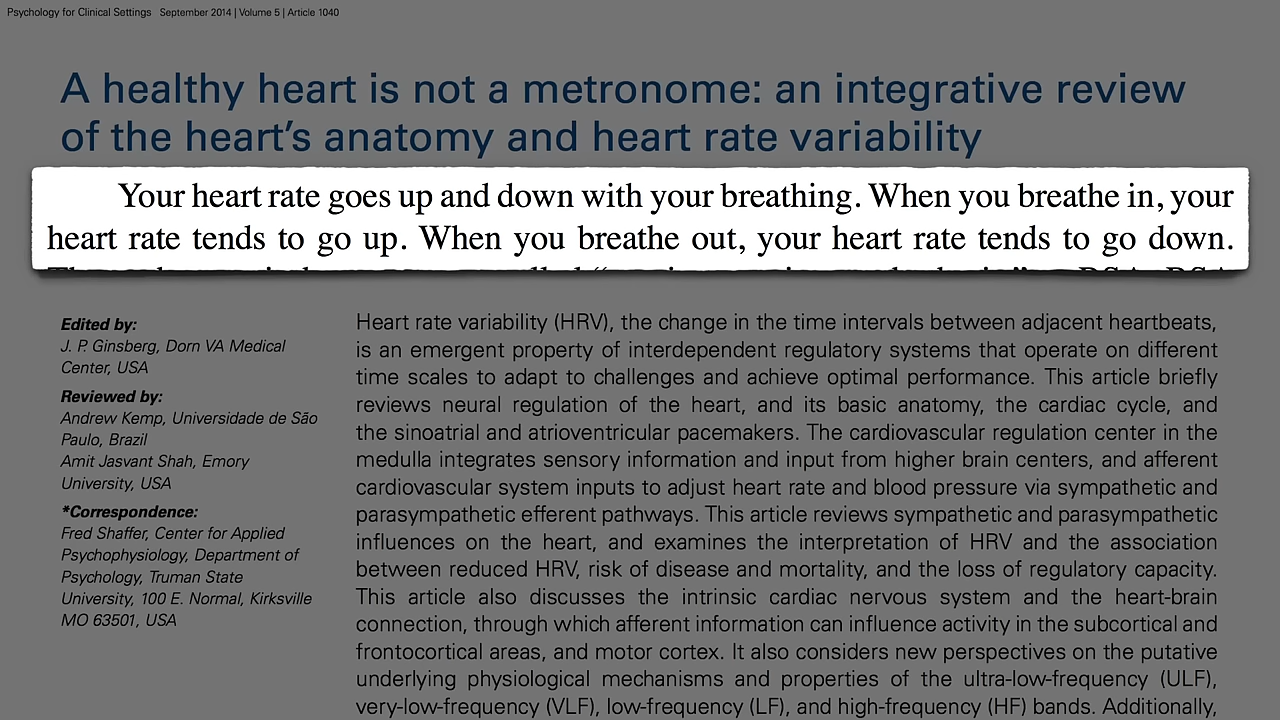 Psychology for Clinical Settings September 2014 | Volume 5 | Article 1040
A healthy heart is not a metronome: an integrative review
of the heart's anatomy and heart rate variability
Your heart rate goes up and down with your breathing. When you breathe in, your
heart rate tends to go up. When you breathe out, your heart rate tends to go down.
Edited by:
J. P. Ginsberg, Dorn VA Medical
Center, USA
Reviewed by:
Andrew Kemp, Universidade de São
Paulo, Brazil
Amit Jasvant Shah, Emory
University, USA
*Correspondence:
Fred Shaffer, Center for Applied
Psychophysiology, Department of
Psychology, Truman State
University, 100 E. Normal, Kirksville
MO 63501, USA
Heart rate variability (HRV), the change in the time intervals between adjacent heartbeats,
is an emergent property of interdependent regulatory systems that operate on different
time scales to adapt to challenges and achieve optimal performance. This article briefly
reviews neural regulation of the heart, and its basic anatomy, the cardiac cycle, and
the sinoatrial and atrioventricular pacemakers. The cardiovascular regulation center in the
medulla integrates sensory information and input from higher brain centers, and afferent
cardiovascular system inputs to adjust heart rate and blood pressure via sympathetic and
parasympathetic efferent pathways. This article reviews sympathetic and parasympathetic
influences on the heart, and examines the interpretation of HRV and the association
between reduced HRV, risk of disease and mortality, and the loss of regulatory capacity.
This article also discusses the intrinsic cardiac nervous system and the heart-brain
connection, through which afferent information can influence activity in the subcortical and
frontocortical areas, and motor cortex. It also considers new perspectives on the putative
underlying physiological mechanisms and properties of the ultra-low-frequency (ULF),
very-low-frequency (VLF), low-frequency (LF), and high-frequency (HF) bands. Additionally,